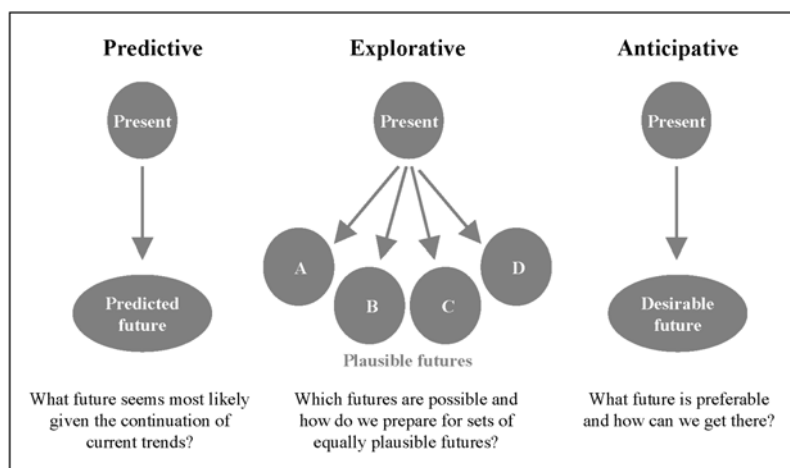 Predictive
Explorative
Anticipative
Present
Present
Present
A
B
C
D
Predicted
future
Plausible futures
Desirable
future
What future seems most likely
given the continuation of
current trends?
Which futures are possible and
how do we prepare for sets of
equally plausible futures?
What future is preferable
and how can we get there?